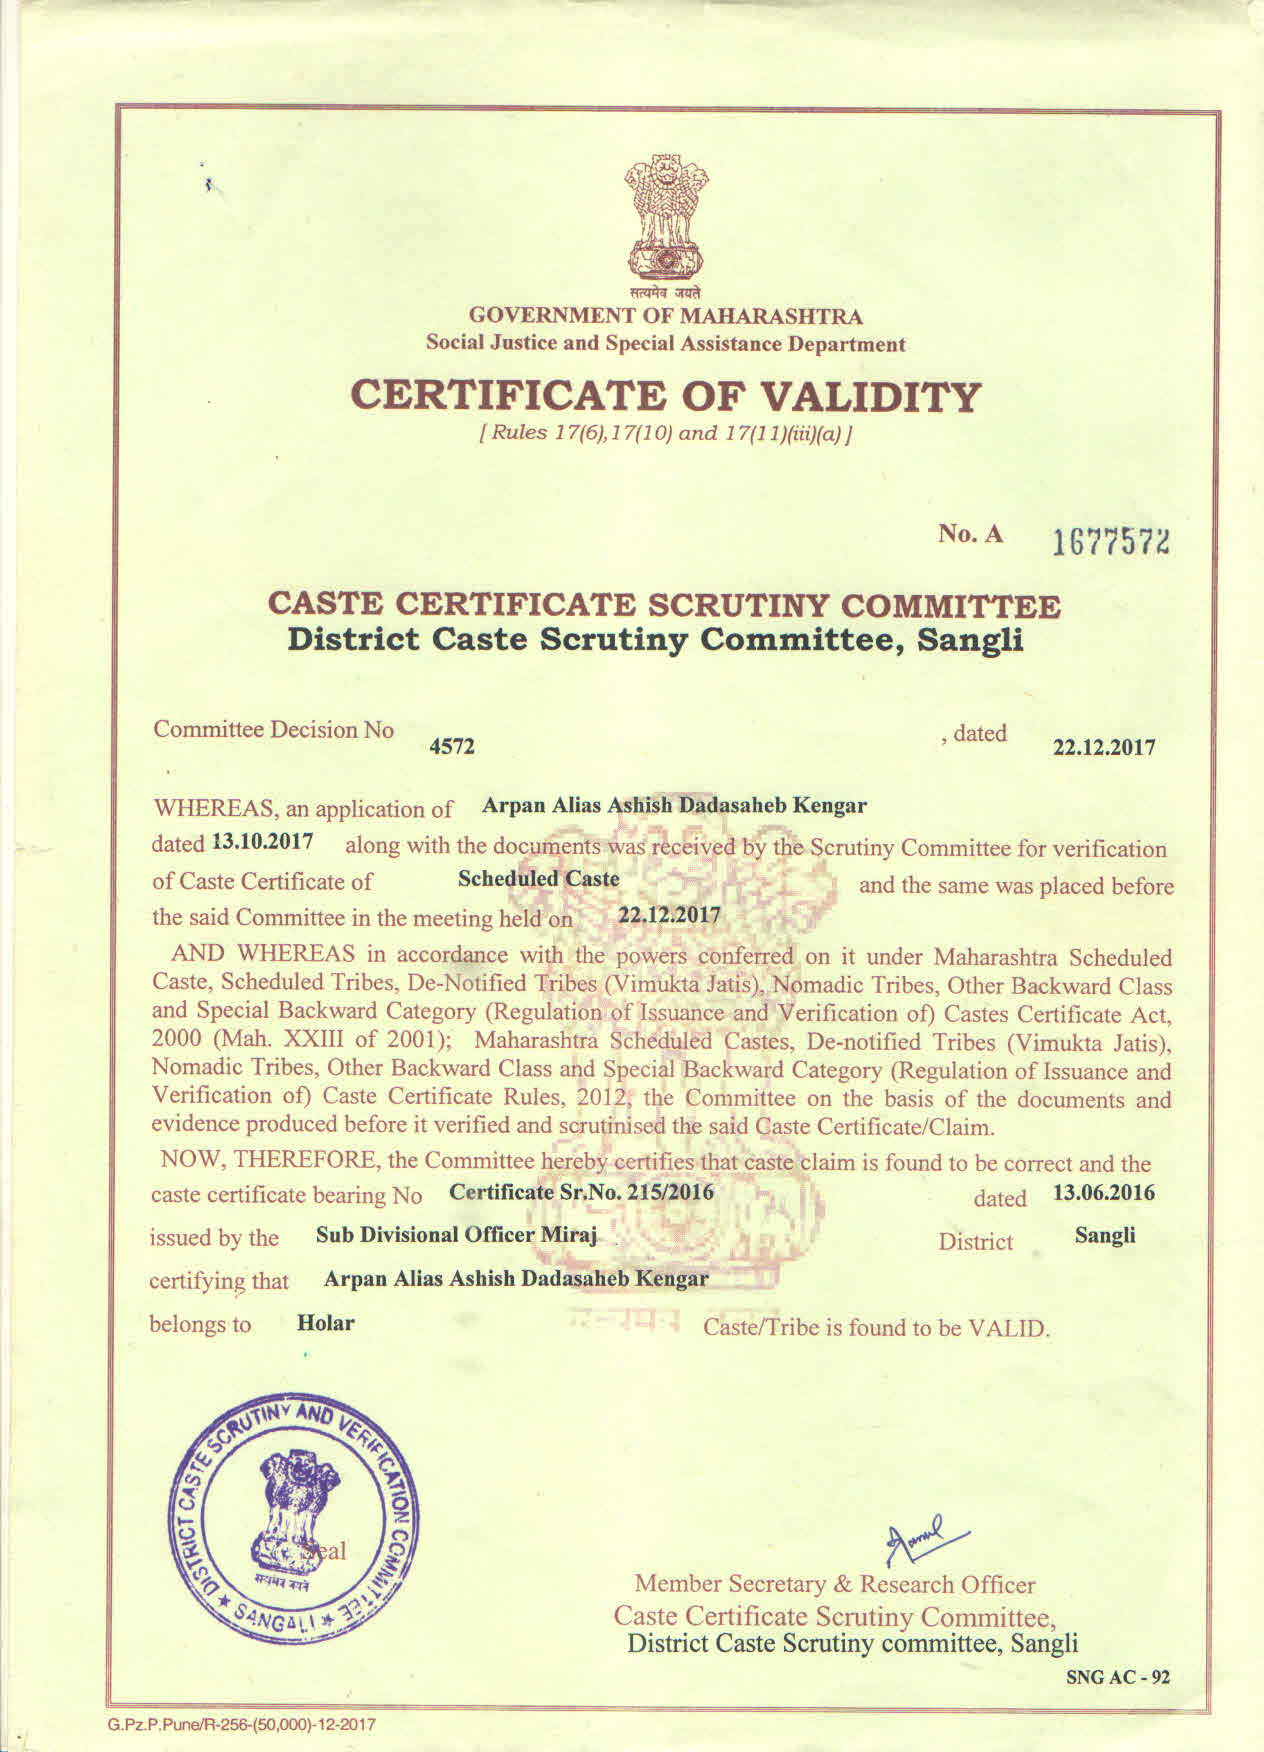 सत्यमेव जयते
GOVERNMENT OF MAHARASHTRA
Social Justice and Special Assistance Department
CERTIFICATE OF VALIDITY
[ Rules 17(6),17(10) and 17(11)(iii)(a) ]
No. A 1677572
CASTE CERTIFICATE SCRUTINY COMMITTEE
District Caste Scrutiny Committee, Sangli
Committee Decision No 4572 , dated 22.12.2017
WHEREAS, an application of Arpan Alias Ashish Dadasaheb Kengar
dated 13.10.2017 along with the documents was received by the Scrutiny Committee for verification
of Caste Certificate of Scheduled Caste and the same was placed before
the said Committee in the meeting held on 22.12.2017
AND WHEREAS in accordance with the powers conferred on it under Maharashtra Scheduled
Caste, Scheduled Tribes, De-Notified Tribes (Vimukta Jatis), Nomadic Tribes, Other Backward Class
and Special Backward Category (Regulation of Issuance and Verification of) Castes Certificate Act,
2000 (Mah. XXIII of 2001); Maharashtra Scheduled Castes, De-notified Tribes (Vimukta Jatis),
Nomadic Tribes, Other Backward Class and Special Backward Category (Regulation of Issuance and
Verification of) Caste Certificate Rules, 2012, the Committee on the basis of the documents and
evidence produced before it verified and scrutinised the said Caste Certificate/Claim.
NOW, THEREFORE, the Committee hereby certifies that caste claim is found to be correct and the
caste certificate bearing No Certificate Sr.No. 215/2016 dated 13.06.2016
issued by the Sub Divisional Officer Miraj District Sangli
certifying that Arpan Alias Ashish Dadasaheb Kengar
belongs to Holar Caste/Tribe is found to be VALID.
DISTRICT CASTE SCRUTINY AND VERIFICATION COMMITTEE
★ SANGALI ★
Seal
सत्यमेव जयते
Member Secretary & Research Officer
Caste Certificate Scrutiny Committee,
District Caste Scrutiny committee, Sangli
SNG AC - 92
G.Pz.P.Pune/R-256-(50,000)-12-2017